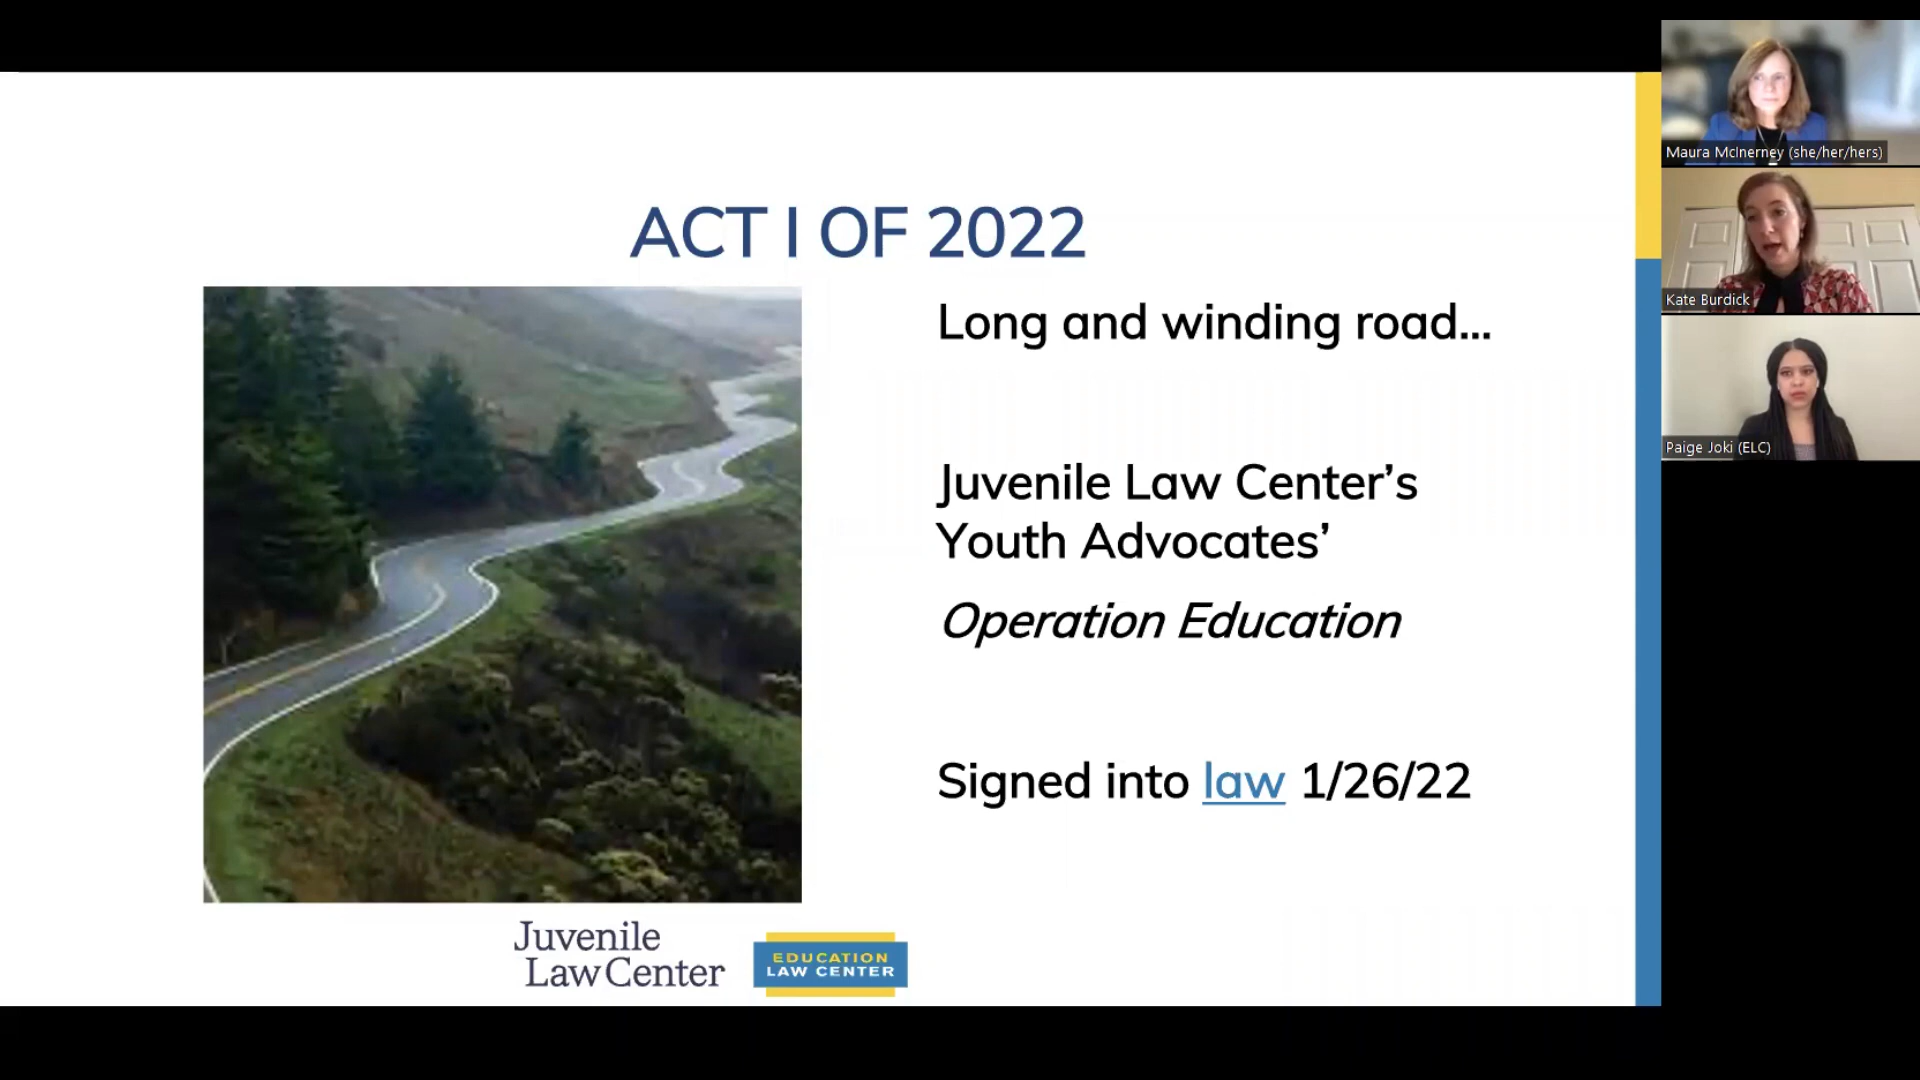 ACT I OF 2022
Long and winding road...
Juvenile Law Center’s
Youth Advocates’
Operation Education
Signed into law 1/26/22
Juvenile
Law Center
EDUCATION
LAW CENTER
Maura McInerney (she/her/hers)
Kate Burdick
Paige Joki (ELC)